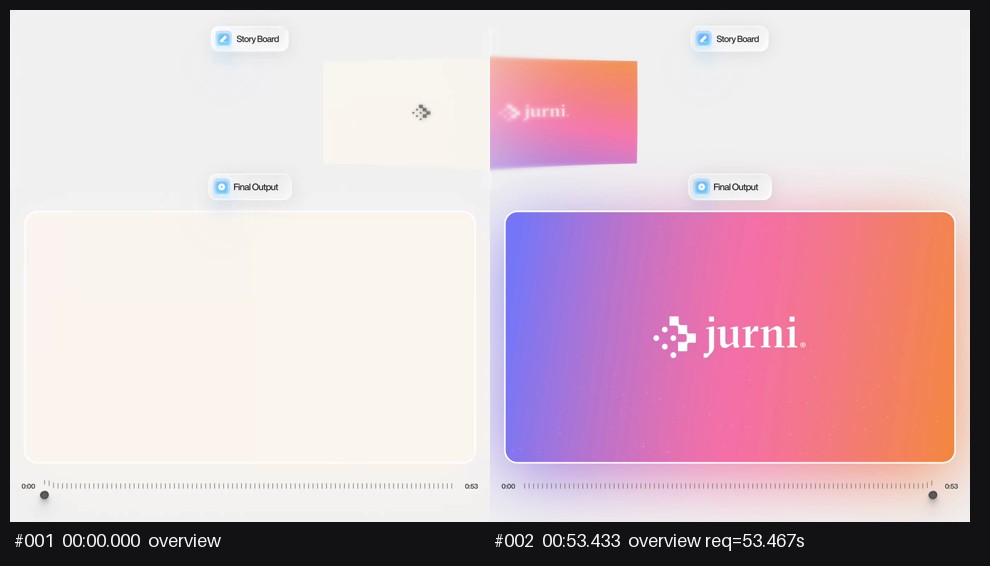 Story Board
Story Board
jurni.
Final Output
Final Output
jurni®
0:00
0:53
0:00
0:53
#001 00:00.000 overview
#002 00:53.433 overview req=53.467s